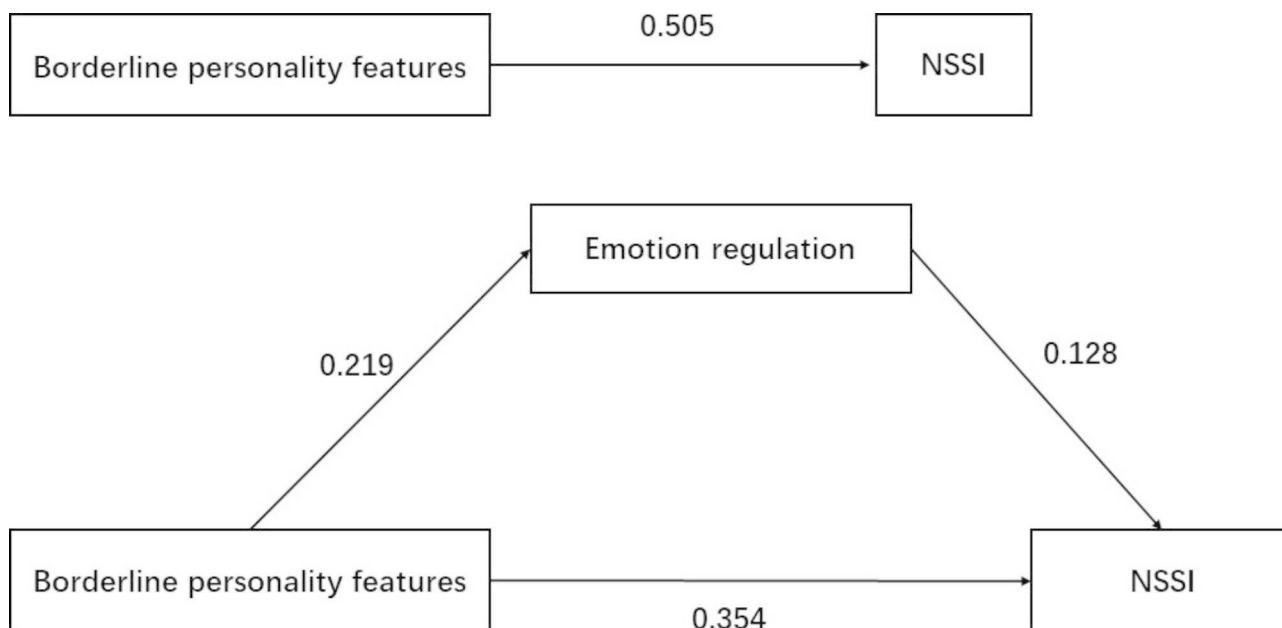 0.505
Borderline personality features
NSSI
Emotion regulation
0.219
0.128
Borderline personality features
NSSI
0.354